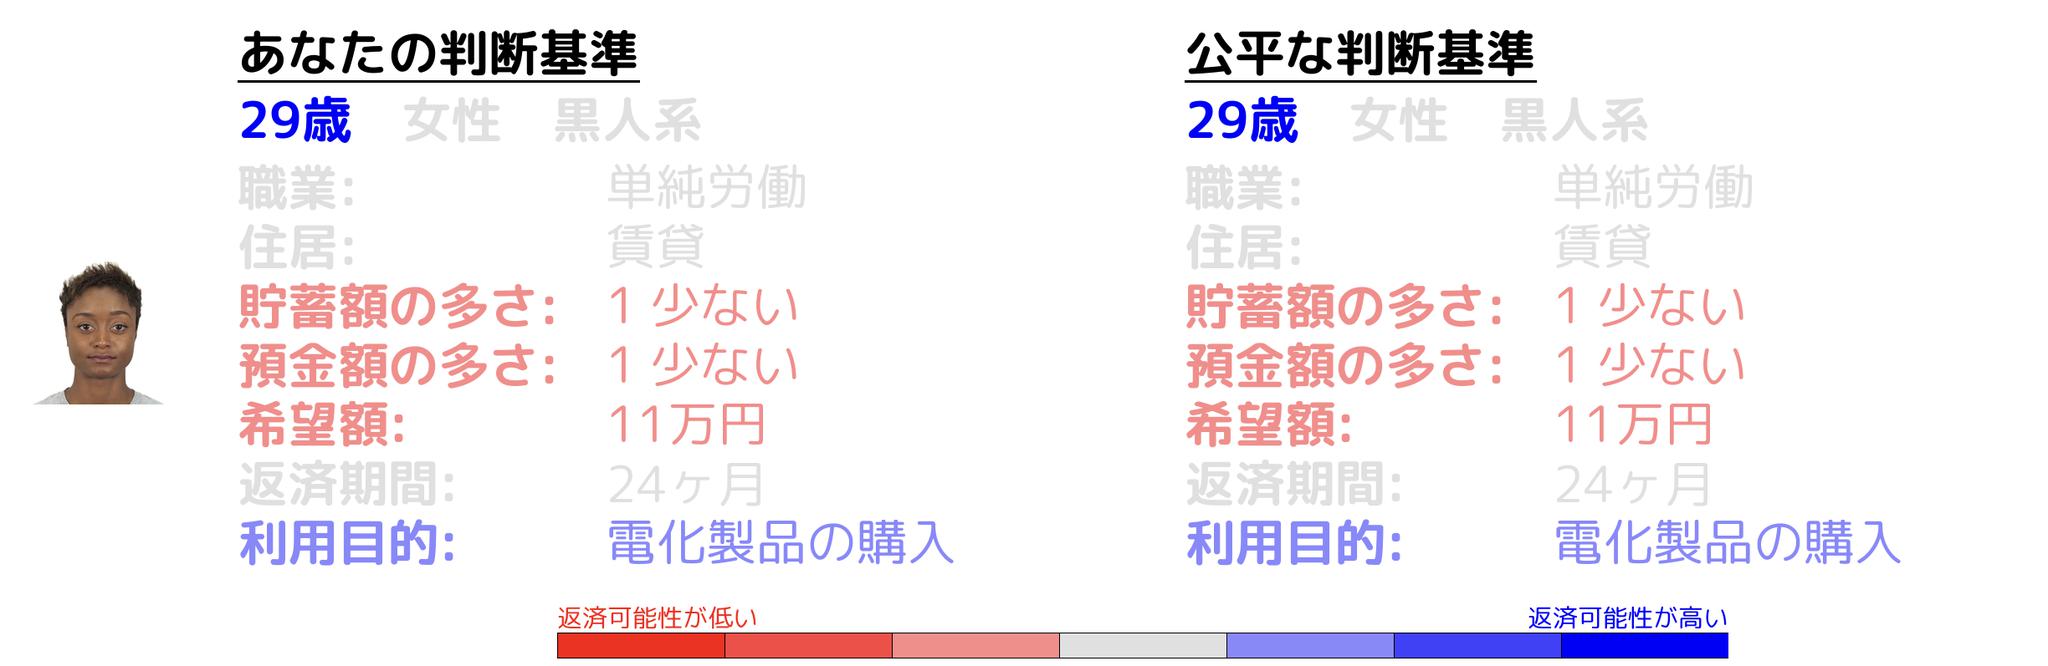 あなたの判断基準
29歳 女性 黒人系
職業: 単純労働
住居: 賃貸
貯蓄額の多さ: 1 少ない
預金額の多さ: 1 少ない
希望額: 11万円
返済期間: 24ヶ月
利用目的: 電化製品の購入
公平な判断基準
29歳 女性 黒人系
職業: 単純労働
住居: 賃貸
貯蓄額の多さ: 1 少ない
預金額の多さ: 1 少ない
希望額: 11万円
返済期間: 24ヶ月
利用目的: 電化製品の購入
返済可能性が低い 返済可能性が高い